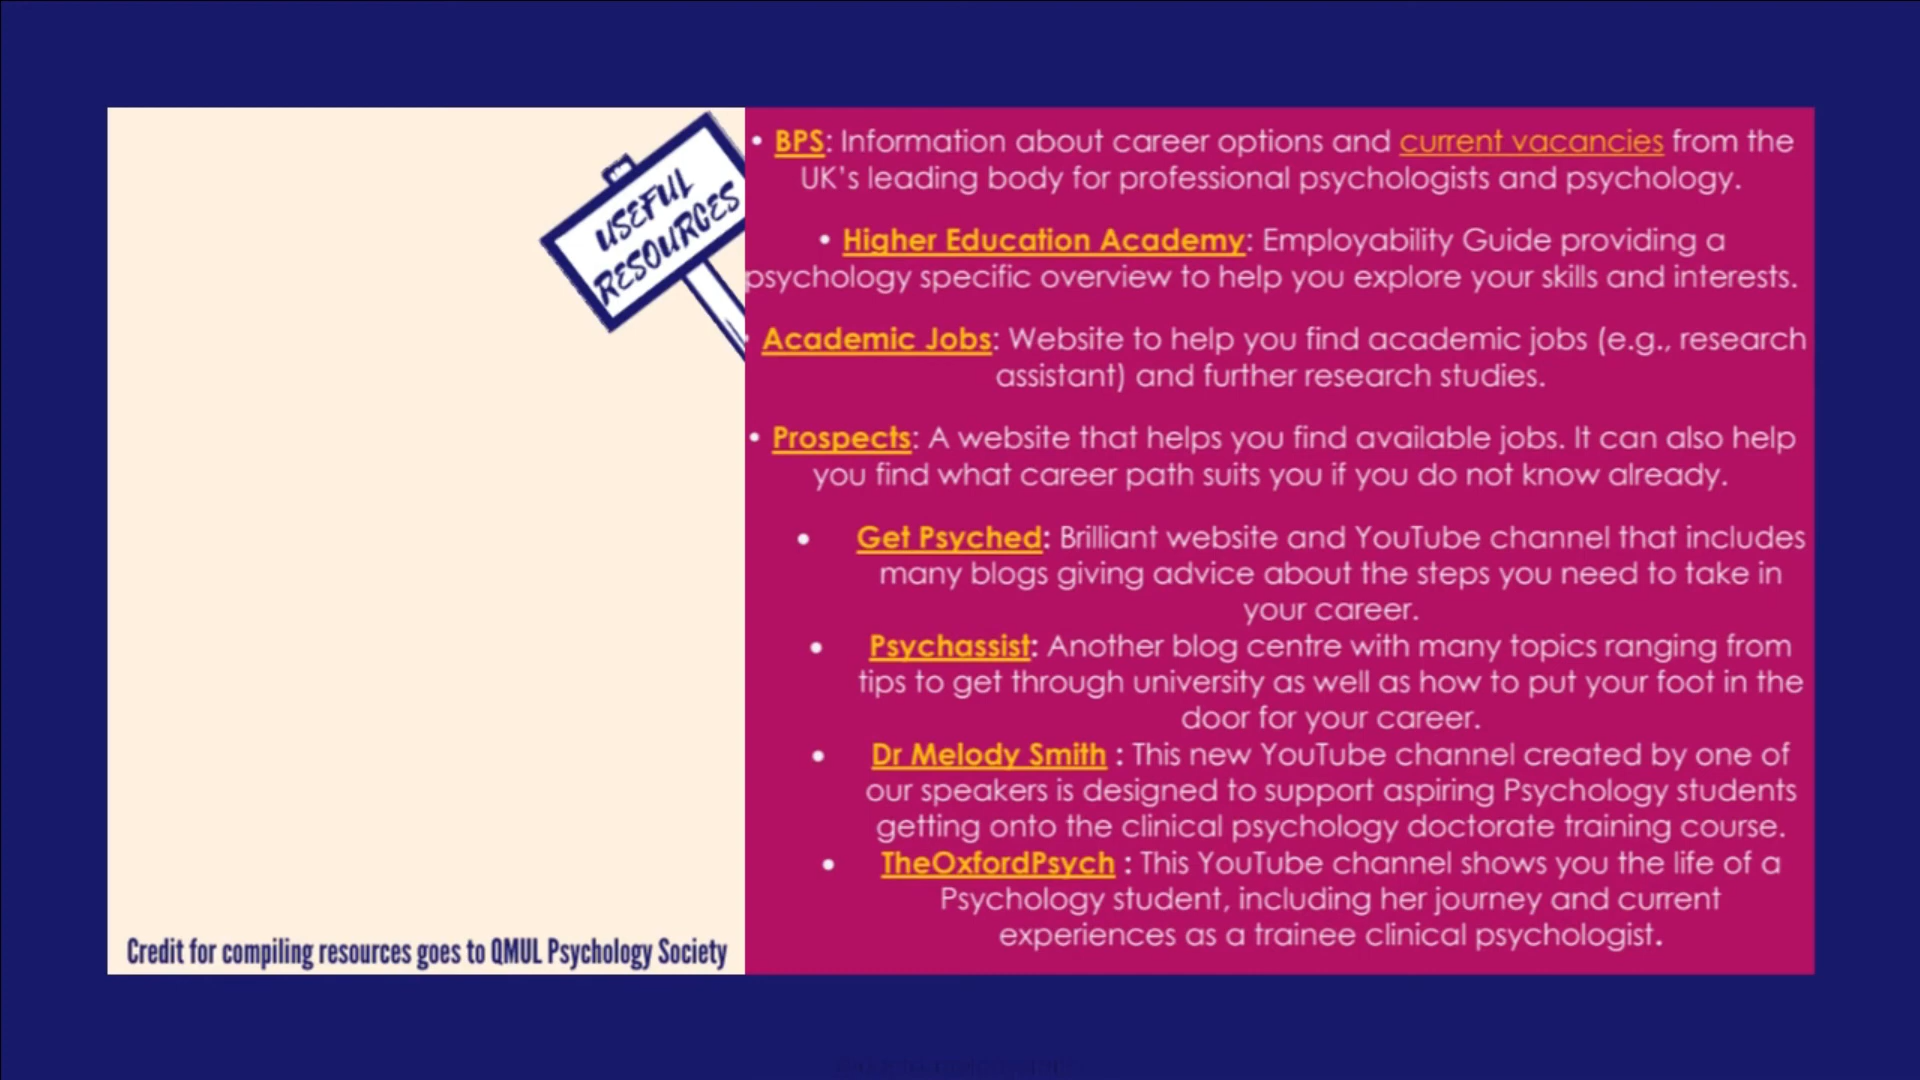 USEFUL
RESOURCES
• BPS: Information about career options and current vacancies from the
UK's leading body for professional psychologists and psychology.
• Higher Education Academy: Employability Guide providing a
psychology specific overview to help you explore your skills and interests.
• Academic Jobs: Website to help you find academic jobs (e.g., research
assistant) and further research studies.
• Prospects: A website that helps you find available jobs. It can also help
you find what career path suits you if you do not know already.
• Get Psyched: Brilliant website and YouTube channel that includes
many blogs giving advice about the steps you need to take in
your career.
• Psychassist: Another blog centre with many topics ranging from
tips to get through university as well as how to put your foot in the
door for your career.
• Dr Melody Smith : This new YouTube channel created by one of
our speakers is designed to support aspiring Psychology students
getting onto the clinical psychology doctorate training course.
• TheOxfordPsych : This YouTube channel shows you the life of a
Psychology student, including her journey and current
experiences as a trainee clinical psychologist.
Credit for compiling resources goes to QMUL Psychology Society